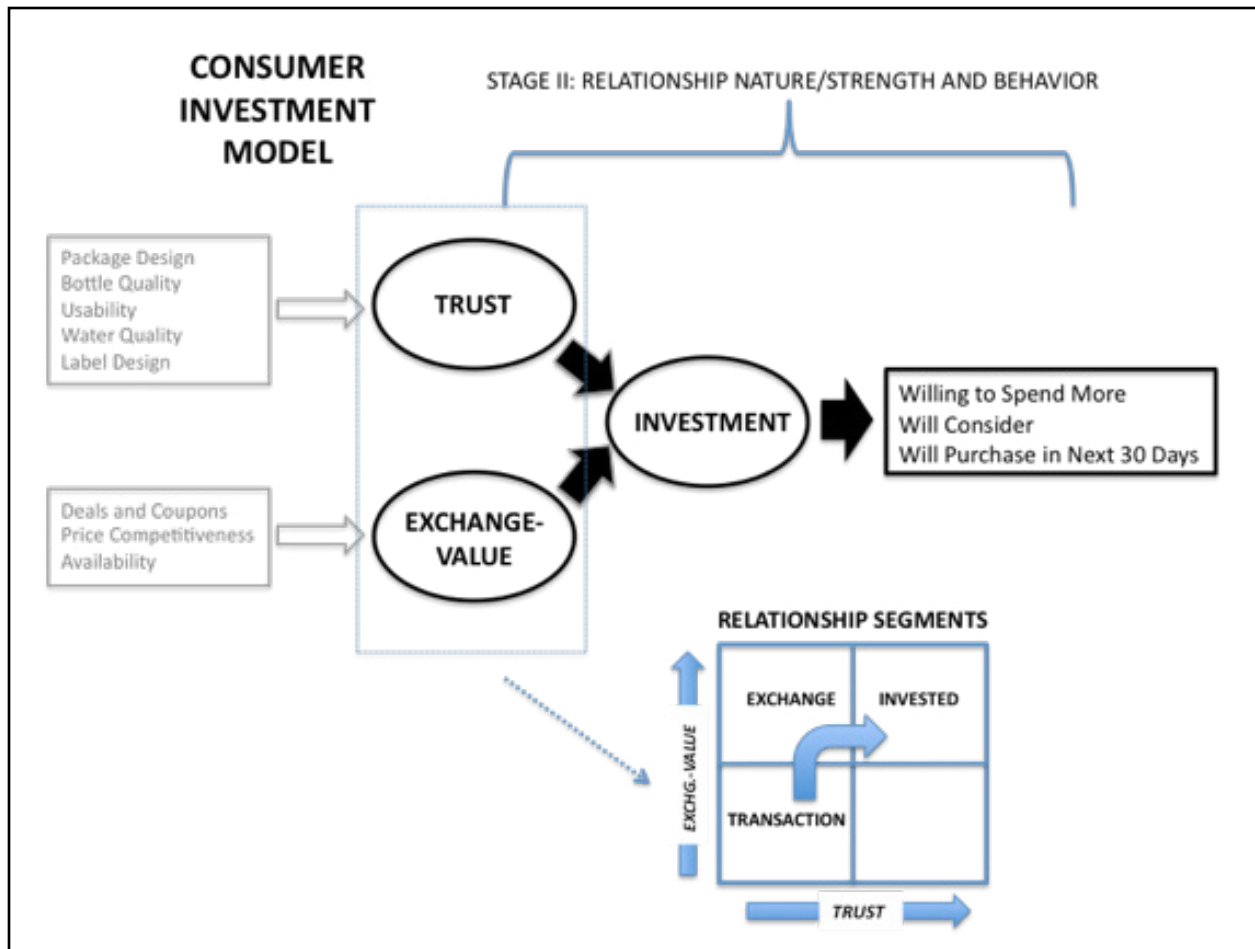 CONSUMER
INVESTMENT
MODEL
STAGE II: RELATIONSHIP NATURE/STRENGTH AND BEHAVIOR
Package Design
Bottle Quality
Usability
Water Quality
Label Design
TRUST
INVESTMENT
Willing to Spend More
Will Consider
Will Purchase in Next 30 Days
Deals and Coupons
Price Competitiveness
Availability
EXCHANGE-
VALUE
RELATIONSHIP SEGMENTS
EXCHANGE
INVESTED
TRANSACTION
EXCHG.-VALUE
TRUST